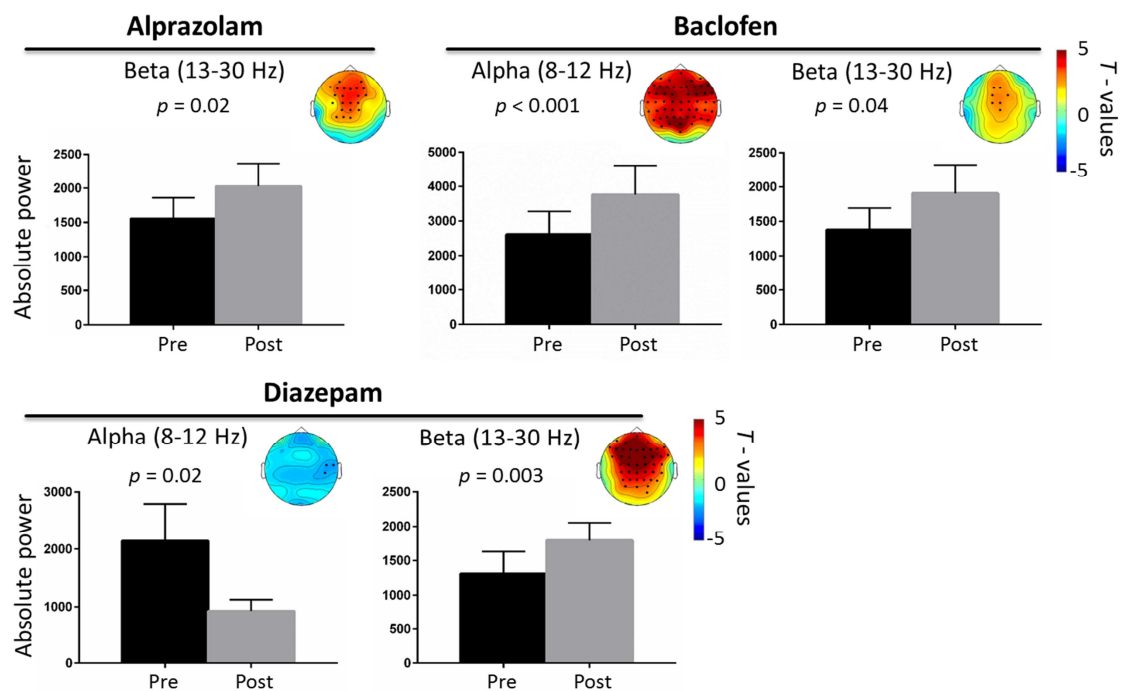 Alprazolam
Beta (13-30 Hz)
p = 0.02
Absolute power
2500
2000
1500
1000
500
0
Pre Post
Baclofen
Alpha (8-12 Hz)
p < 0.001
5000
4000
3000
2000
1000
0
Pre Post
Beta (13-30 Hz)
p = 0.04
2500
2000
1500
1000
500
0
Pre Post
5
0
-5
T - values
Diazepam
Alpha (8-12 Hz)
p = 0.02
Absolute power
3000
2000
1000
0
Pre Post
Beta (13-30 Hz)
p = 0.003
2500
2000
1500
1000
500
0
Pre Post
5
0
-5
T - values